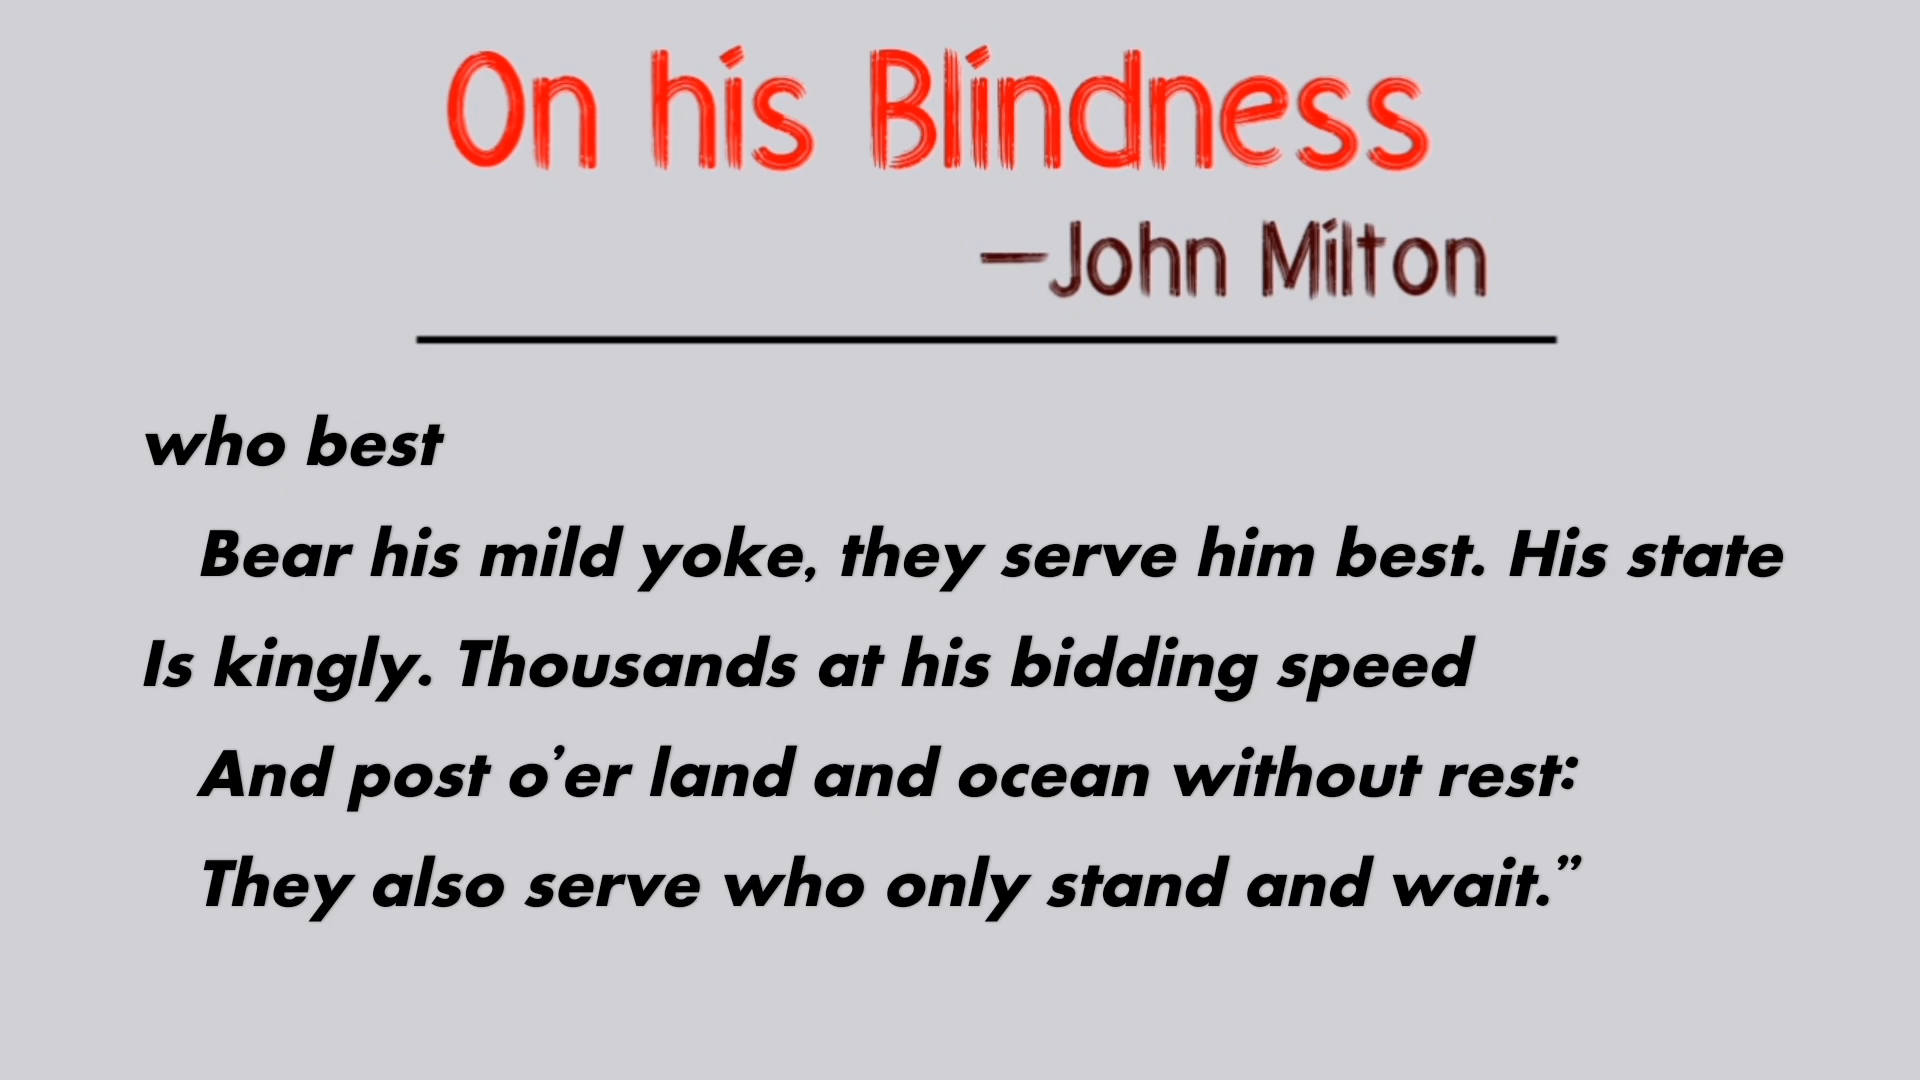 On his Blindness
—John Milton
who best
Bear his mild yoke, they serve him best. His state
Is kingly. Thousands at his bidding speed
And post o’er land and ocean without rest:
They also serve who only stand and wait.”